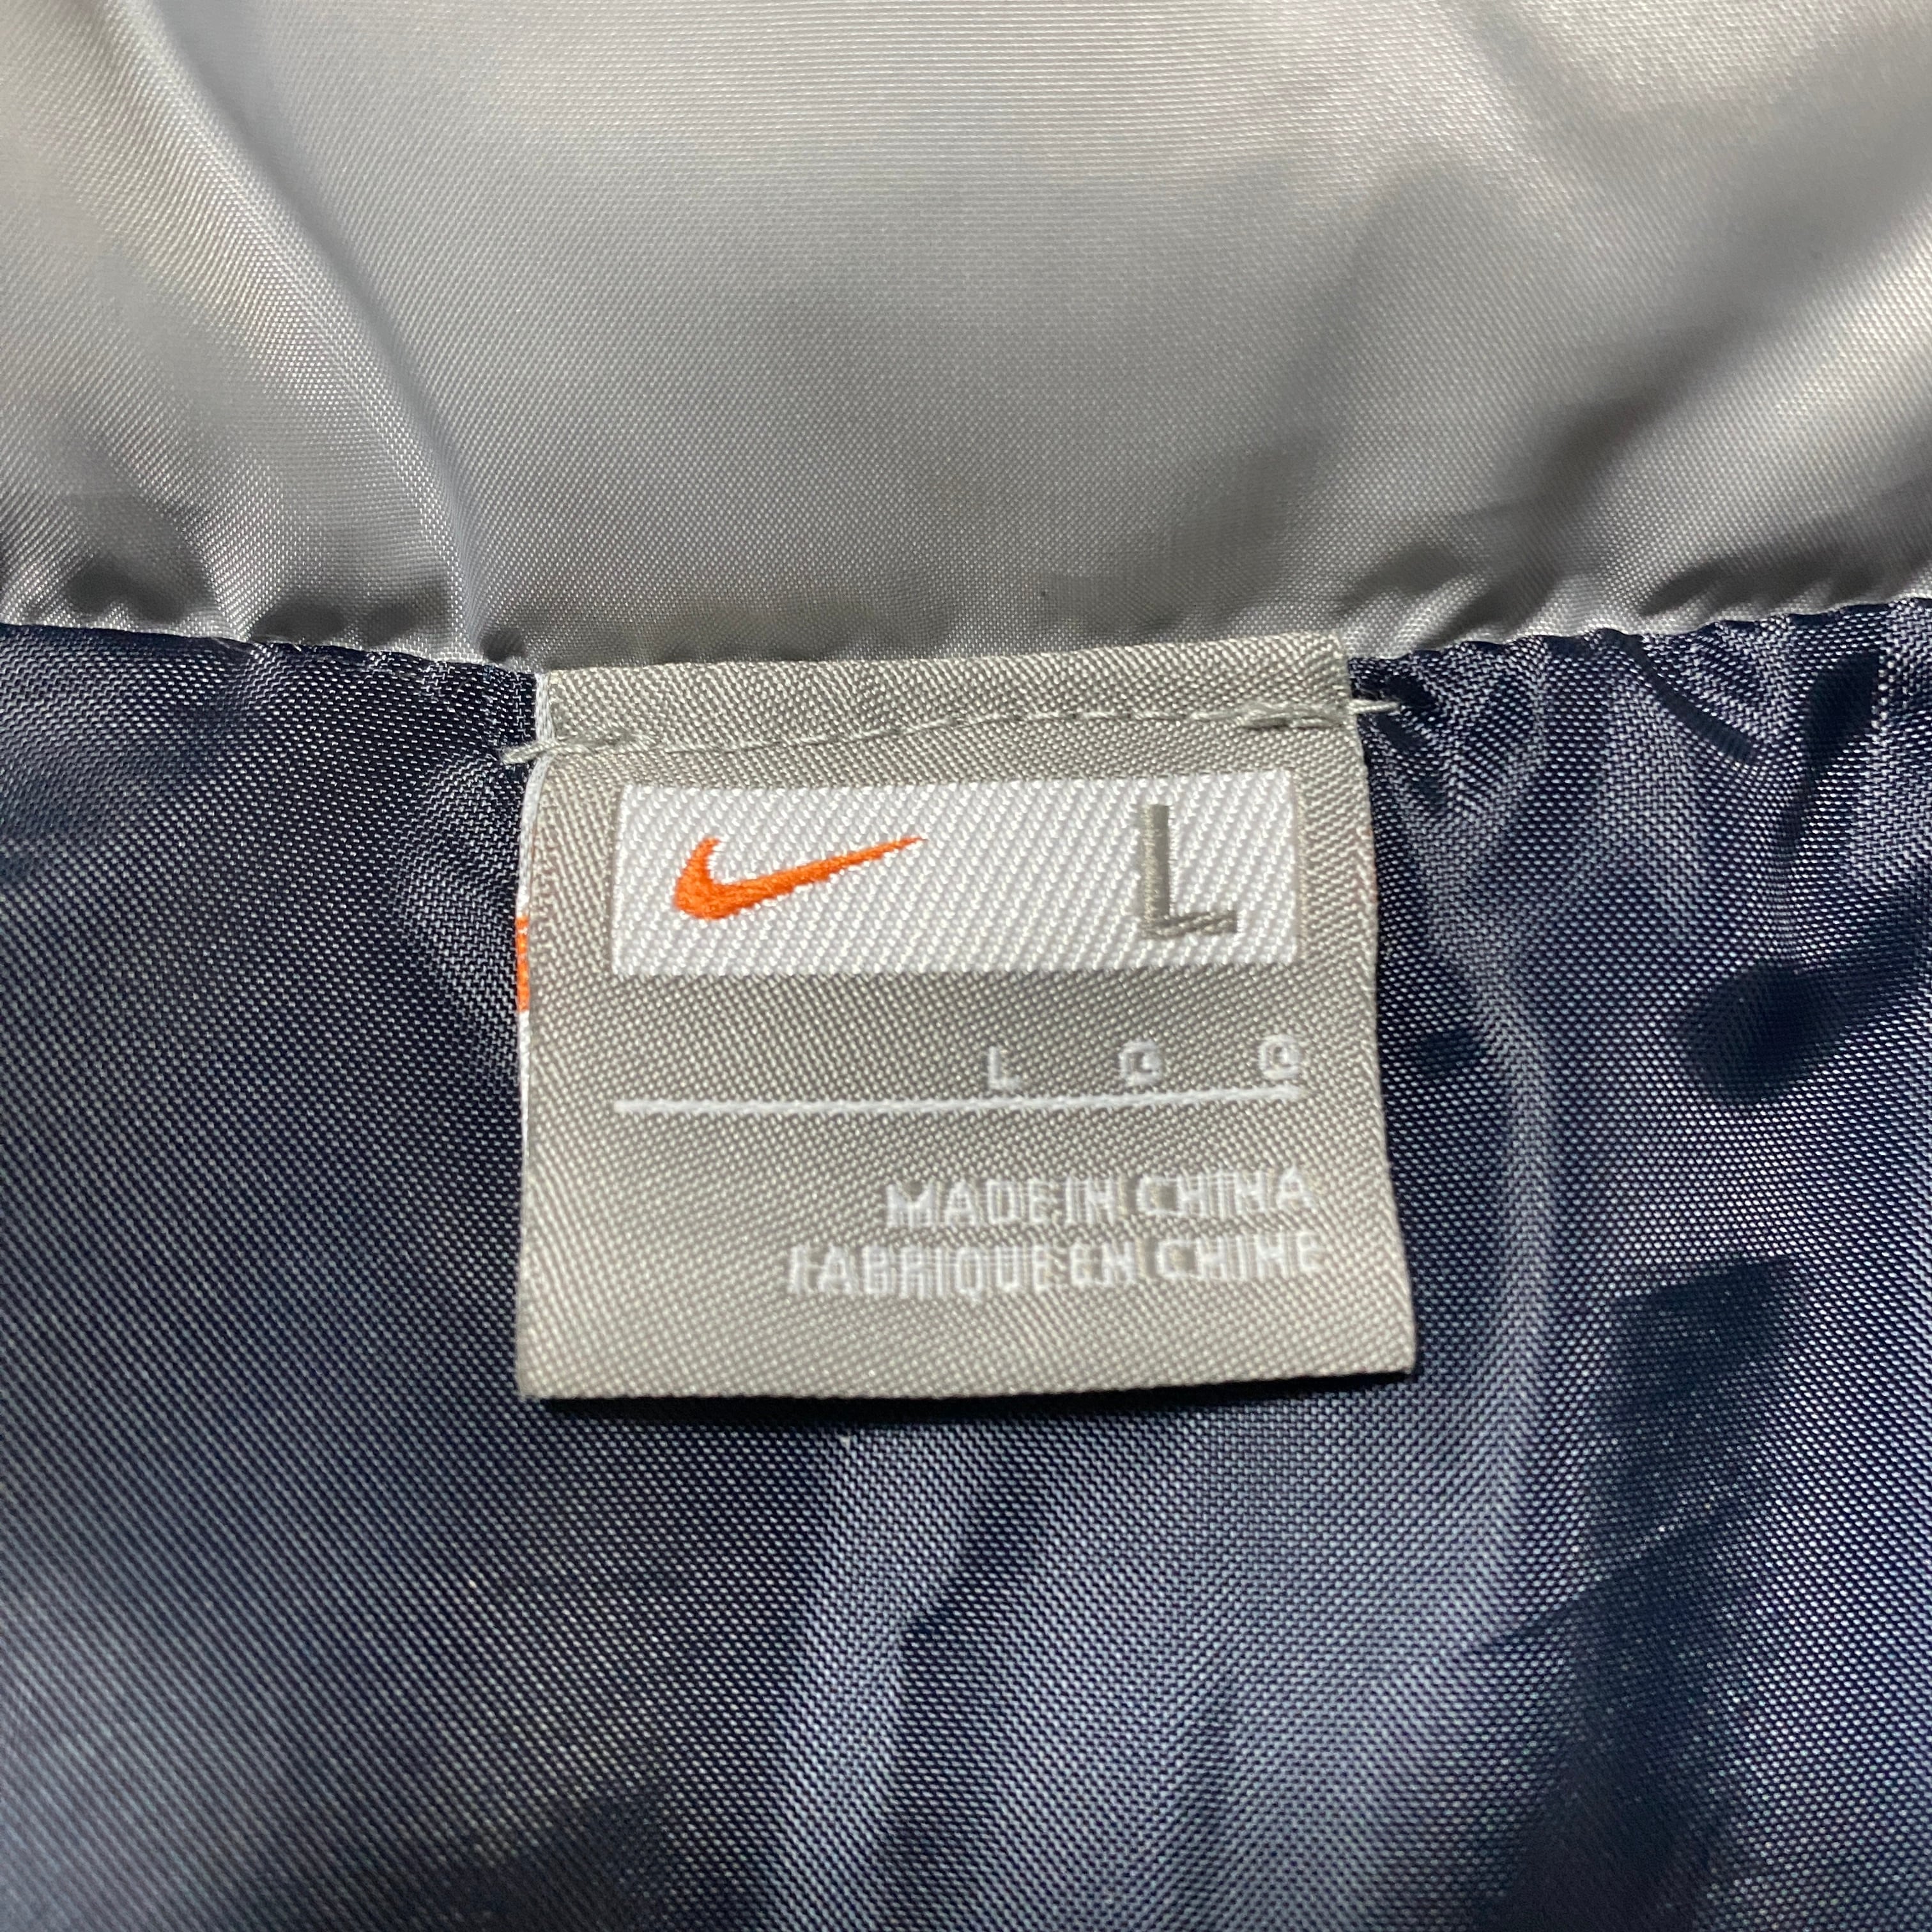 L
L G G
MADE IN CHINA
FABRIQUE EN CHINE